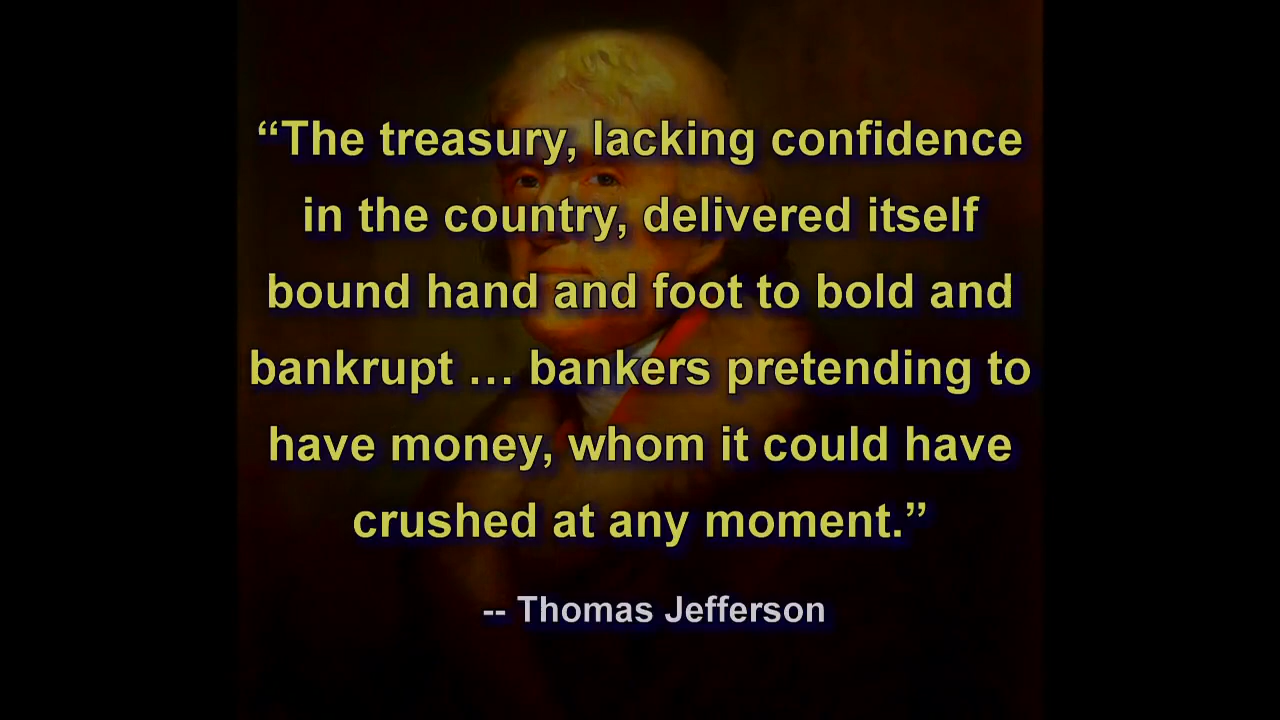 “The treasury, lacking confidence
in the country, delivered itself
bound hand and foot to bold and
bankrupt … bankers pretending to
have money, whom it could have
crushed at any moment.”
-- Thomas Jefferson